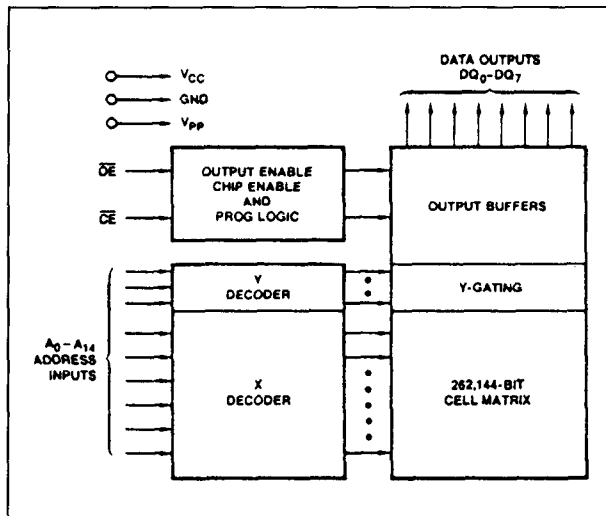 DATA OUTPUTS
DQ0-DQ7
VCC
GND
VPP
OE
CE
OUTPUT ENABLE
CHIP ENABLE
AND
PROG LOGIC
OUTPUT BUFFERS
Y
DECODER
Y-GATING
A0-A14
ADDRESS
INPUTS
X
DECODER
262,144-BIT
CELL MATRIX